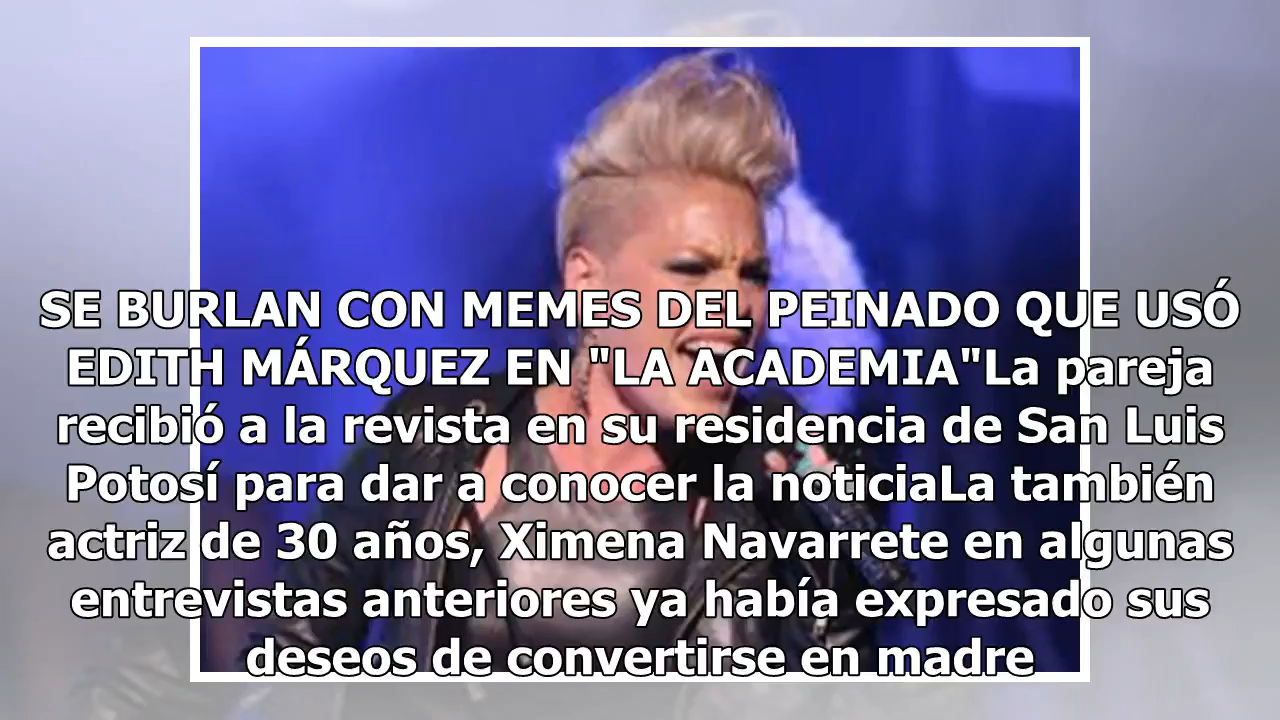 SE BURLAN CON MEMES DEL PEINADO QUE USÓ
EDITH MÁRQUEZ EN "LA ACADEMIA"La pareja
recibió a la revista en su residencia de San Luis
Potosí para dar a conocer la noticiaLa también
actriz de 30 años, Ximena Navarrete en algunas
entrevistas anteriores ya había expresado sus
deseos de convertirse en madre